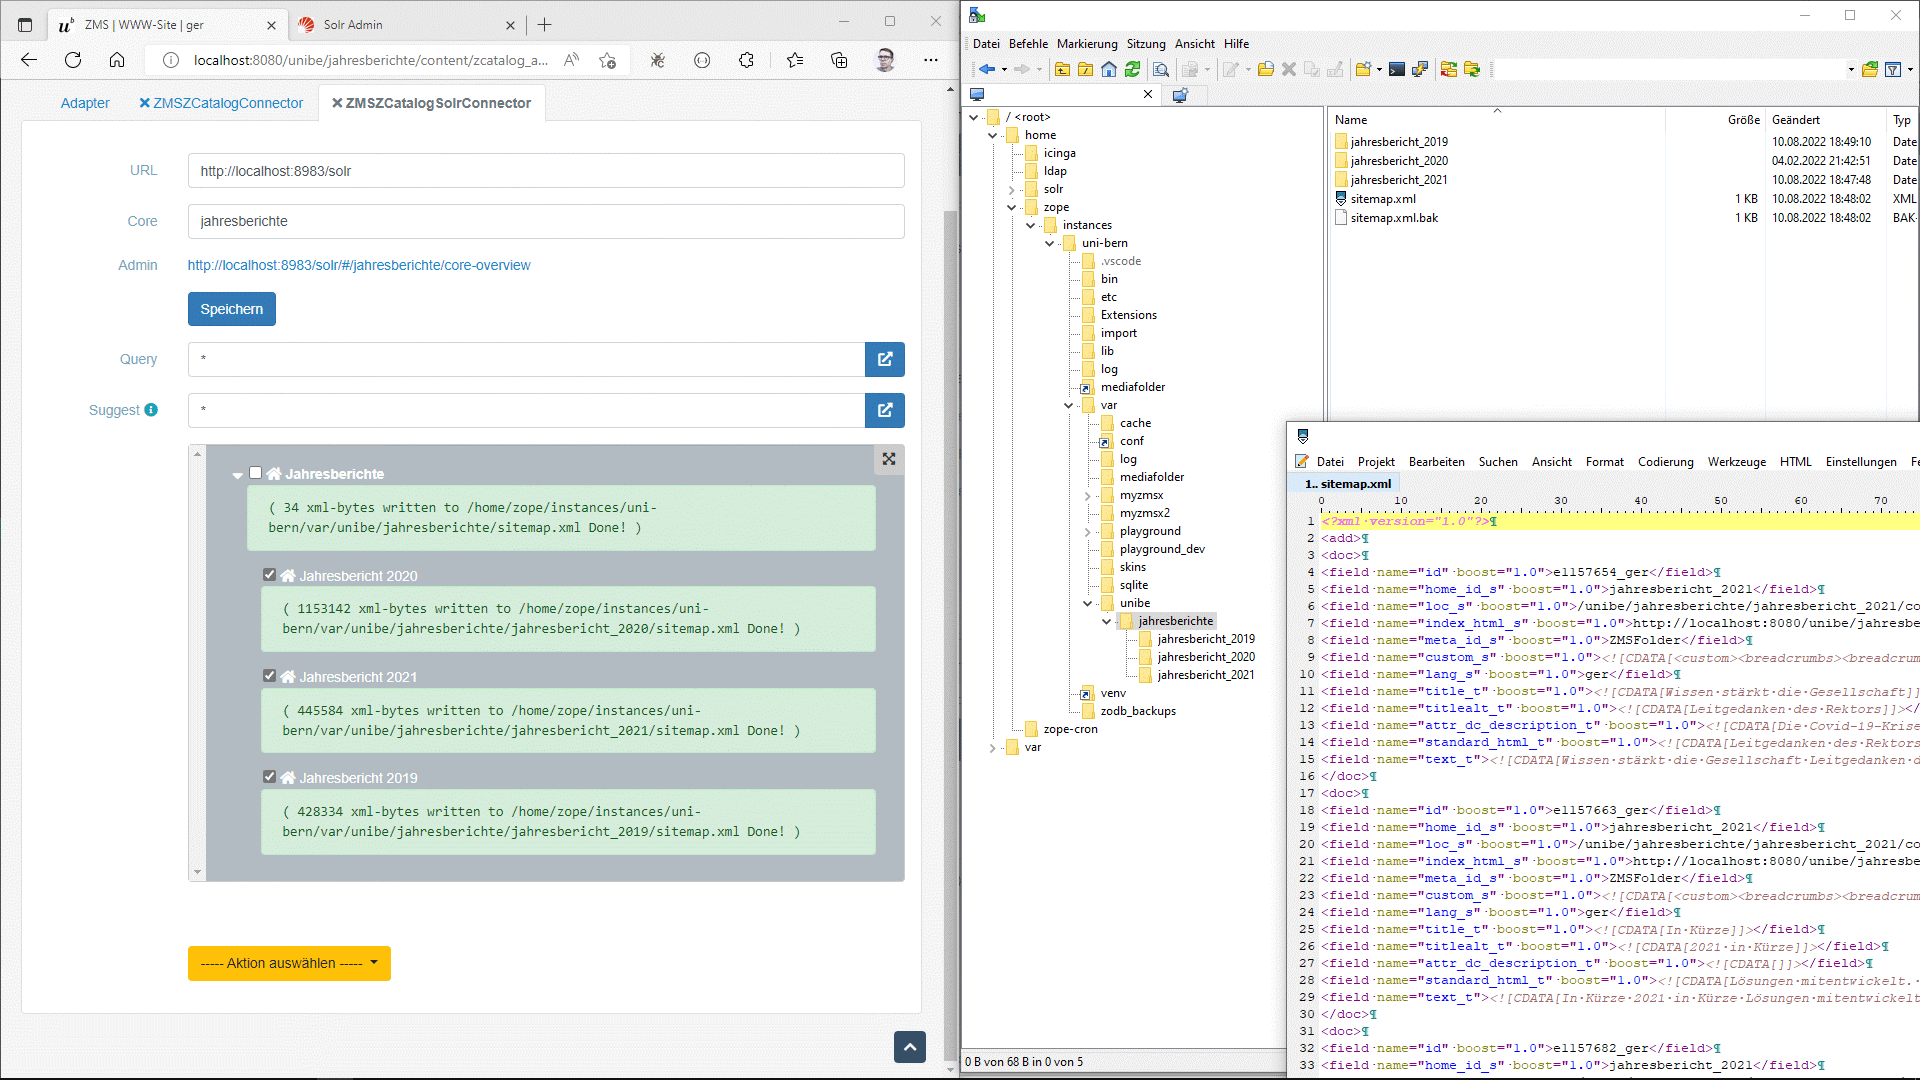 ZMS | WWW-Site | ger
Solr Admin
localhost:8080/unibe/jahresberichte/content/zcatalog_a...
Adapter
ZMSZCatalogConnector
ZMSZCatalogSolrConnector
URL
http://localhost:8983/solr
Core
jahresberichte
Admin
http://localhost:8983/solr/#/jahresberichte/core-overview
Speichern
Query
*
Suggest
*
Jahresberichte
( 34 xml-bytes written to /home/zope/instances/uni-
bern/var/unibe/jahresberichte/sitemap.xml Done! )
Jahresbericht 2020
( 1153142 xml-bytes written to /home/zope/instances/uni-
bern/var/unibe/jahresberichte/jahresbericht_2020/sitemap.xml Done! )
Jahresbericht 2021
( 445584 xml-bytes written to /home/zope/instances/uni-
bern/var/unibe/jahresberichte/jahresbericht_2021/sitemap.xml Done! )
Jahresbericht 2019
( 428334 xml-bytes written to /home/zope/instances/uni-
bern/var/unibe/jahresberichte/jahresbericht_2019/sitemap.xml Done! )
----- Aktion auswählen -----
Datei Befehle Markierung Sitzung Ansicht Hilfe
/ <root>
home
icinga
ldap
solr
zope
instances
uni-bern
.vscode
bin
etc
Extensions
import
lib
log
mediafolder
var
cache
conf
log
mediafolder
myzmsx
myzmsx2
playground
playground_dev
skins
sqlite
unibe
jahresberichte
jahresbericht_2019
jahresbericht_2020
jahresbericht_2021
venv
zodb_backups
zope-cron
var
0 B von 68 B in 0 von 5
Name Größe Geändert Typ
jahresbericht_2019 10.08.2022 18:49:10 Date
jahresbericht_2020 04.02.2022 21:42:51 Date
jahresbericht_2021 10.08.2022 18:47:48 Date
sitemap.xml 1 KB 10.08.2022 18:48:02 XML
sitemap.xml.bak 1 KB 10.08.2022 18:48:02 BAK-
Datei Projekt Bearbeiten Suchen Ansicht Format Codierung Werkzeuge HTML Einstellungen Fe
1.. sitemap.xml
0 10 20 30 40 50 60 70
1 <?xml·version="1.0"?>¶
2 <add>¶
3 <doc>¶
4 <field·name="id"·boost="1.0">e1157654_ger</field>¶
5 <field·name="home_id_s"·boost="1.0">jahresbericht_2021</field>¶
6 <field·name="loc_s"·boost="1.0">/unibe/jahresberichte/jahresbericht_2021/co
7 <field·name="index_html_s"·boost="1.0">http://localhost:8080/unibe/jahresbe
8 <field·name="meta_id_s"·boost="1.0">ZMSFolder</field>¶
9 <field·name="custom_s"·boost="1.0"><![CDATA[<custom><breadcrumbs><breadcrum
10 <field·name="lang_s"·boost="1.0">ger</field>¶
11 <field·name="title_t"·boost="1.0"><![CDATA[Wissen·stärkt·die·Gesellschaft]]
12 <field·name="titlealt_t"·boost="1.0"><![CDATA[Leitgedanken·des·Rektors]]></
13 <field·name="attr_dc_description_t"·boost="1.0"><![CDATA[Die·Covid-19-Krise
14 <field·name="standard_html_t"·boost="1.0"><![CDATA[Leitgedanken·des·Rektors
15 <field·name="text_t"><![CDATA[Wissen·stärkt·die·Gesellschaft·Leitgedanken·d
16 </doc>¶
17 <doc>¶
18 <field·name="id"·boost="1.0">e1157663_ger</field>¶
19 <field·name="home_id_s"·boost="1.0">jahresbericht_2021</field>¶
20 <field·name="loc_s"·boost="1.0">/unibe/jahresberichte/jahresbericht_2021/co
21 <field·name="index_html_s"·boost="1.0">http://localhost:8080/unibe/jahresbe
22 <field·name="meta_id_s"·boost="1.0">ZMSFolder</field>¶
23 <field·name="custom_s"·boost="1.0"><![CDATA[<custom><breadcrumbs><breadcrum
24 <field·name="lang_s"·boost="1.0">ger</field>¶
25 <field·name="title_t"·boost="1.0"><![CDATA[In·Kürze]]></field>¶
26 <field·name="titlealt_t"·boost="1.0"><![CDATA[2021·in·Kürze]]></field>¶
27 <field·name="attr_dc_description_t"·boost="1.0"><![CDATA[]]></field>¶
28 <field·name="standard_html_t"·boost="1.0"><![CDATA[Lösungen·mitentwickelt.·
29 <field·name="text_t"><![CDATA[In·Kürze·2021·in·Kürze·Lösungen·mitentwickelt
30 </doc>¶
31 <doc>¶
32 <field·name="id"·boost="1.0">e1157682_ger</field>¶
33 <field·name="home_id_s"·boost="1.0">jahresbericht_2021</field>¶